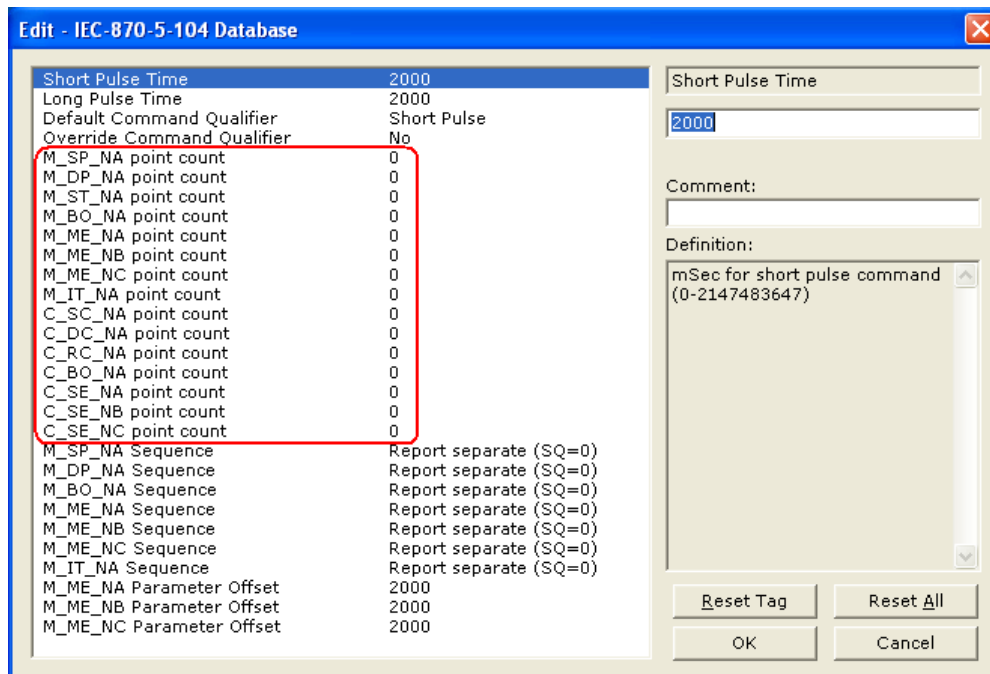 Edit - IEC-870-5-104 Database
Short Pulse Time 2000
Long Pulse Time 2000
Default Command Qualifier Short Pulse
Override Command Qualifier No
M_SP_NA point count 0
M_DP_NA point count 0
M_ST_NA point count 0
M_BO_NA point count 0
M_ME_NA point count 0
M_ME_NB point count 0
M_ME_NC point count 0
M_IT_NA point count 0
C_SC_NA point count 0
C_DC_NA point count 0
C_RC_NA point count 0
C_BO_NA point count 0
C_SE_NA point count 0
C_SE_NB point count 0
C_SE_NC point count 0
M_SP_NA Sequence Report separate (SQ=0)
M_DP_NA Sequence Report separate (SQ=0)
M_BO_NA Sequence Report separate (SQ=0)
M_ME_NA Sequence Report separate (SQ=0)
M_ME_NB Sequence Report separate (SQ=0)
M_ME_NC Sequence Report separate (SQ=0)
M_IT_NA Sequence Report separate (SQ=0)
M_ME_NA Parameter Offset 2000
M_ME_NB Parameter Offset 2000
M_ME_NC Parameter Offset 2000
Short Pulse Time
2000
Comment:
Definition:
mSec for short pulse command
(0-2147483647)
Reset Tag Reset All
OK Cancel